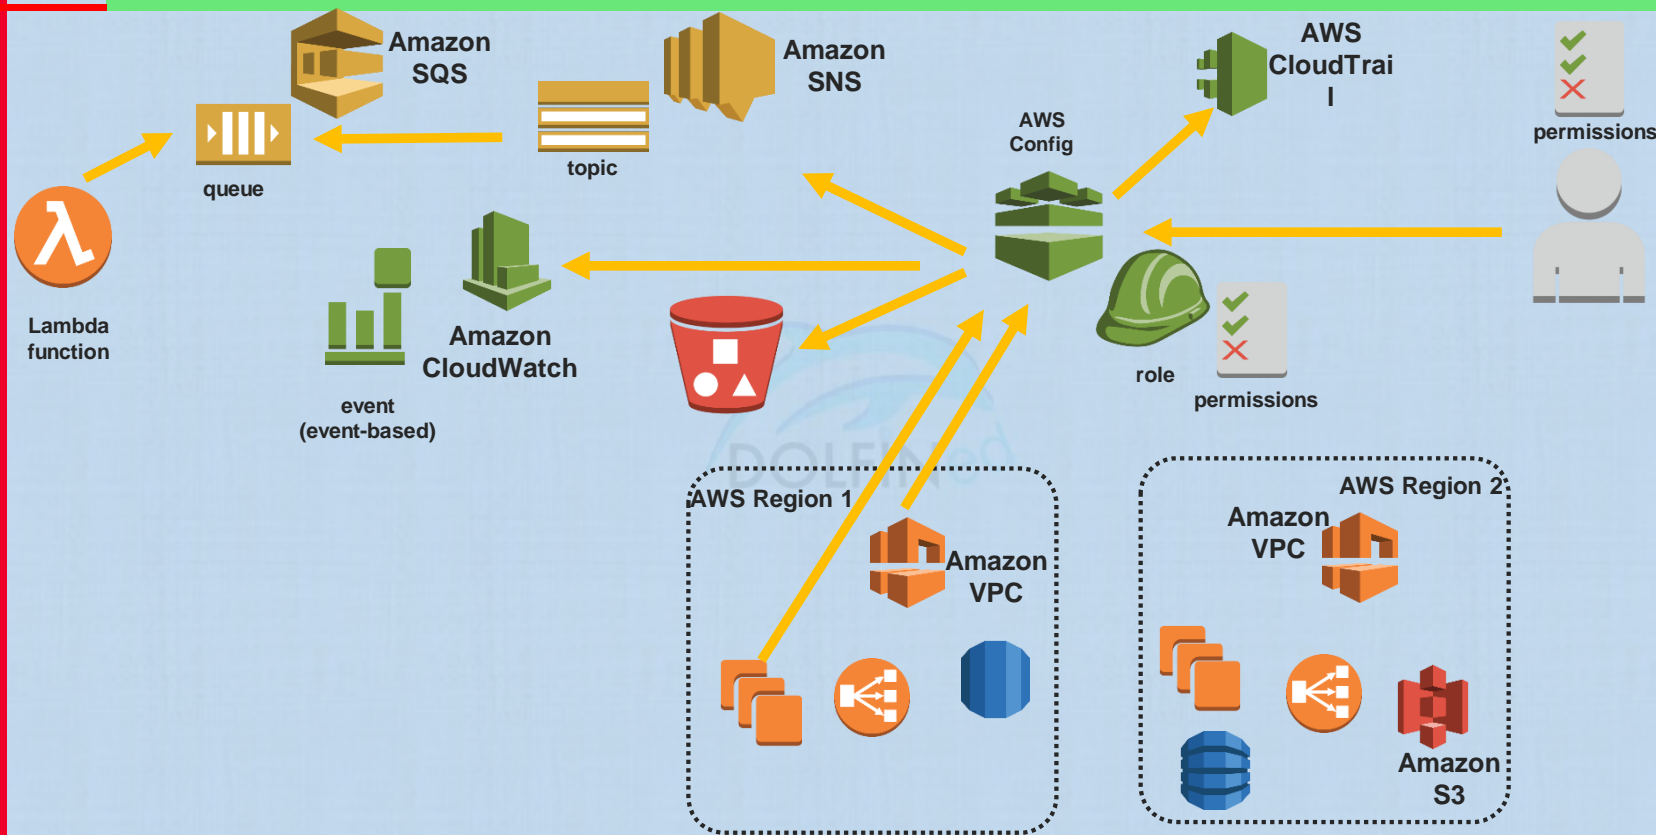 Amazon
SQS
Amazon
SNS
AWS
CloudTrai
l
AWS
Config
permissions
topic
queue
Lambda
function
Amazon
CloudWatch
event
(event-based)
role
permissions
DOLFINed
AWS Region 1
Amazon
VPC
AWS Region 2
Amazon
VPC
Amazon
S3